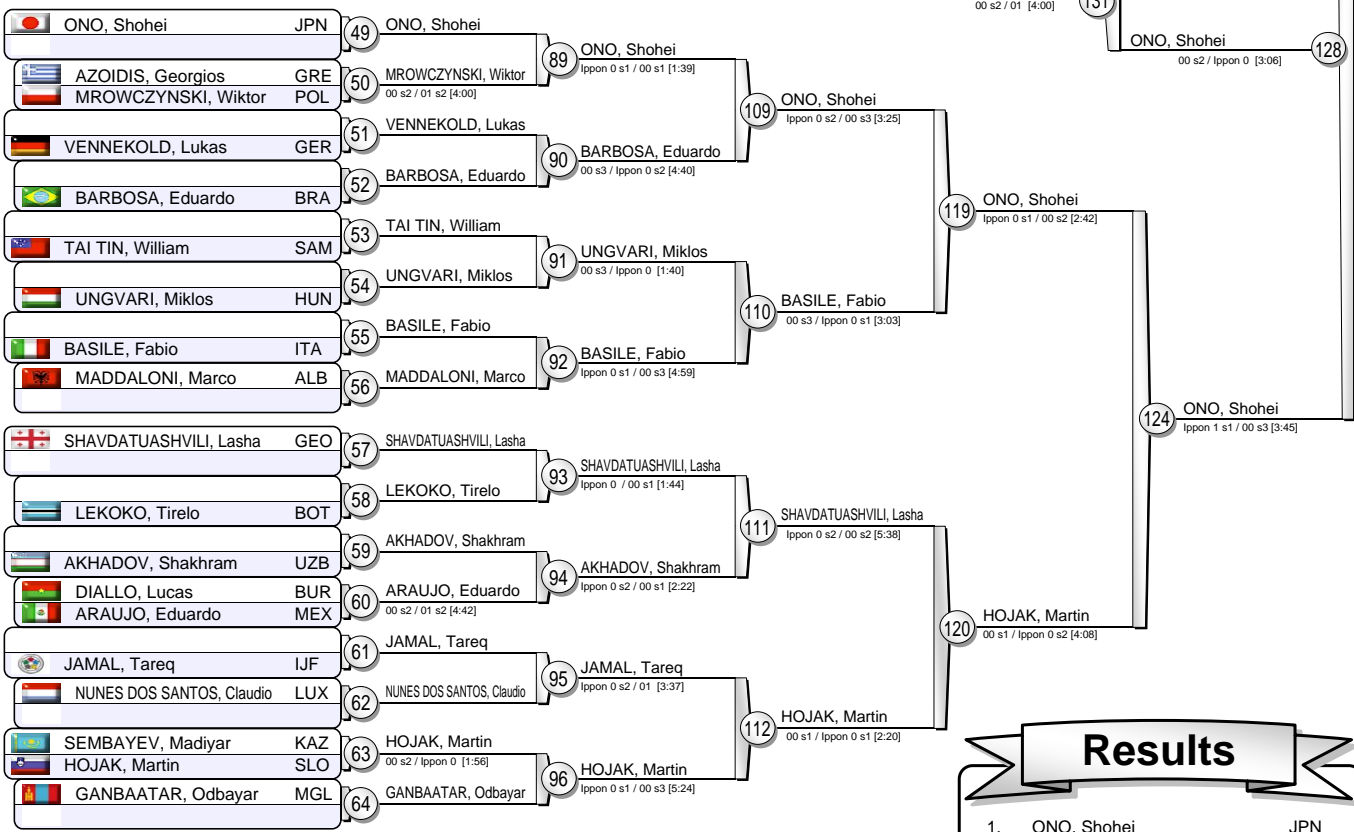 00 s2 / 01 [4:00]
131
ONO, Shohei
00 s2 / Ippon 0 [3:06]
128
ONO, Shohei JPN
49
ONO, Shohei
AZOIDIS, Georgios GRE
MROWCZYNSKI, Wiktor POL
50
MROWCZYNSKI, Wiktor
00 s2 / 01 s2 [4:00]
89
ONO, Shohei
Ippon 0 s1 / 00 s1 [1:39]
VENNEKOLD, Lukas GER
51
VENNEKOLD, Lukas
BARBOSA, Eduardo BRA
52
BARBOSA, Eduardo
90
BARBOSA, Eduardo
00 s3 / Ippon 0 s2 [4:40]
109
ONO, Shohei
Ippon 0 s2 / 00 s3 [3:25]
TAI TIN, William SAM
53
TAI TIN, William
UNGVARI, Miklos HUN
54
UNGVARI, Miklos
91
UNGVARI, Miklos
00 s3 / Ippon 0 [1:40]
BASILE, Fabio ITA
55
BASILE, Fabio
MADDALONI, Marco ALB
56
MADDALONI, Marco
92
BASILE, Fabio
Ippon 0 s1 / 00 s3 [4:59]
110
BASILE, Fabio
00 s3 / Ippon 0 s1 [3:03]
119
ONO, Shohei
Ippon 0 s1 / 00 s2 [2:42]
SHAVDATUASHVILI, Lasha GEO
57
SHAVDATUASHVILI, Lasha
LEKOKO, Tirelo BOT
58
LEKOKO, Tirelo
93
SHAVDATUASHVILI, Lasha
Ippon 0 / 00 s1 [1:44]
AKHADOV, Shakhram UZB
59
AKHADOV, Shakhram
DIALLO, Lucas BUR
ARAUJO, Eduardo MEX
60
ARAUJO, Eduardo
00 s2 / 01 s2 [4:42]
94
AKHADOV, Shakhram
Ippon 0 s2 / 00 s1 [2:22]
111
SHAVDATUASHVILI, Lasha
Ippon 0 s2 / 00 s2 [5:38]
JAMAL, Tareq IJF
61
JAMAL, Tareq
NUNES DOS SANTOS, Claudio LUX
62
NUNES DOS SANTOS, Claudio
95
JAMAL, Tareq
Ippon 0 s2 / 01 [3:37]
SEMBAYEV, Madiyar KAZ
HOJAK, Martin SLO
63
HOJAK, Martin
00 s2 / Ippon 0 [1:56]
GANBAATAR, Odbayar MGL
64
GANBAATAR, Odbayar
96
HOJAK, Martin
Ippon 0 s1 / 00 s3 [5:24]
112
HOJAK, Martin
00 s1 / Ippon 0 s1 [2:20]
120
HOJAK, Martin
00 s1 / Ippon 0 s2 [4:08]
124
ONO, Shohei
Ippon 1 s1 / 00 s3 [3:45]
Results
1. ONO, Shohei JPN